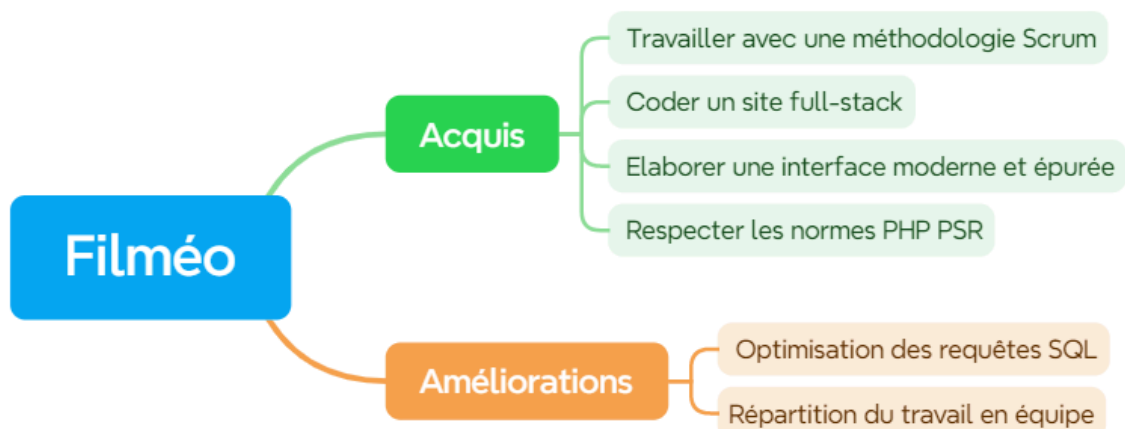 Filméo
Acquis
Travailler avec une méthodologie Scrum
Coder un site full-stack
Elaborer une interface moderne et épurée
Respecter les normes PHP PSR
Améliorations
Optimisation des requêtes SQL
Répartition du travail en équipe